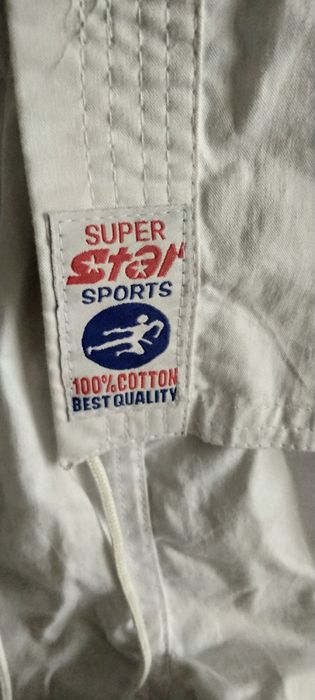 SUPER
Star
SPORTS
100% COTTON
BEST QUALITY